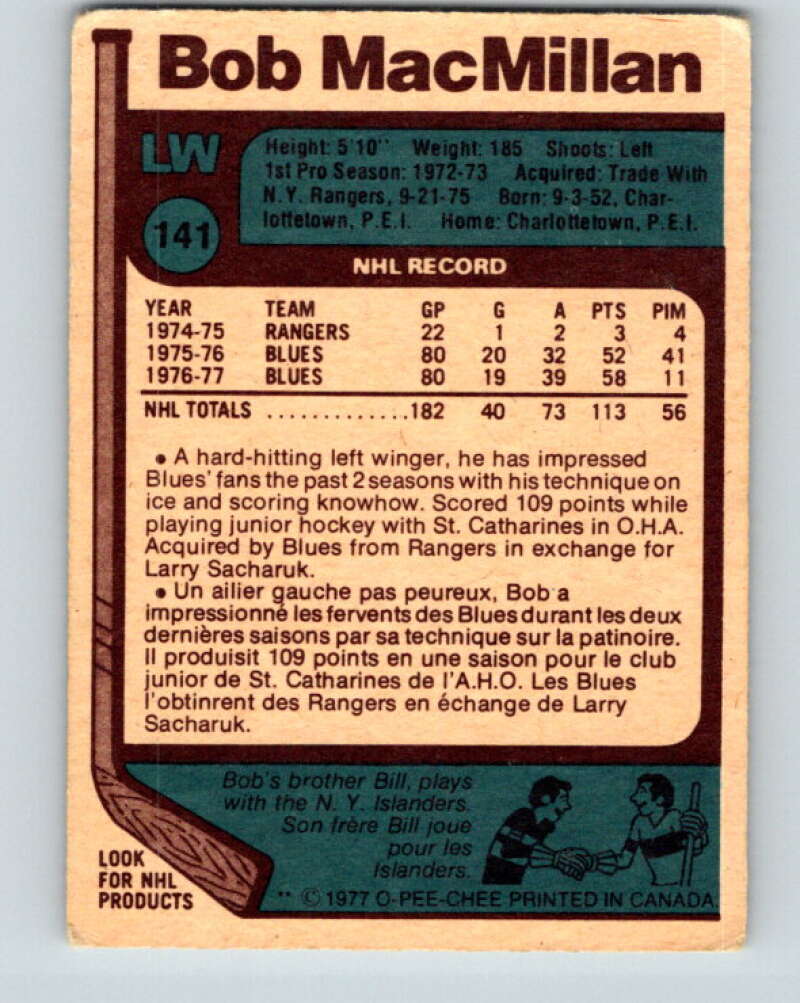 Bob MacMillan
LW
Height: 5'10'' Weight: 185 Shoots: Left
1st Pro Season: 1972-73 Acquired: Trade With
N.Y. Rangers, 9-21-75 Born: 9-3-52, Char-
lottetown, P.E.I. Home: Charlottetown, P.E.I.
141
NHL RECORD
YEAR TEAM GP G A PTS PIM
1974-75 RANGERS 22 1 2 3 4
1975-76 BLUES 80 20 32 52 41
1976-77 BLUES 80 19 39 58 11
NHL TOTALS .............182 40 73 113 56
• A hard-hitting left winger, he has impressed
Blues' fans the past 2 seasons with his technique on
ice and scoring knowhow. Scored 109 points while
playing junior hockey with St. Catharines in O.H.A.
Acquired by Blues from Rangers in exchange for
Larry Sacharuk.
• Un ailier gauche pas peureux, Bob a
impressionné les fervents des Blues durant les deux
dernières saisons par sa technique sur la patinoire.
Il produisit 109 points en une saison pour le club
junior de St. Catharines de l'A.H.O. Les Blues
l'obtinrent des Rangers en échange de Larry
Sacharuk.
Bob's brother Bill, plays
with the N. Y. Islanders.
Son frère Bill joue
pour les
Islanders.
LOOK
FOR NHL
PRODUCTS
** © 1977 O-PEE-CHEE PRINTED IN CANADA